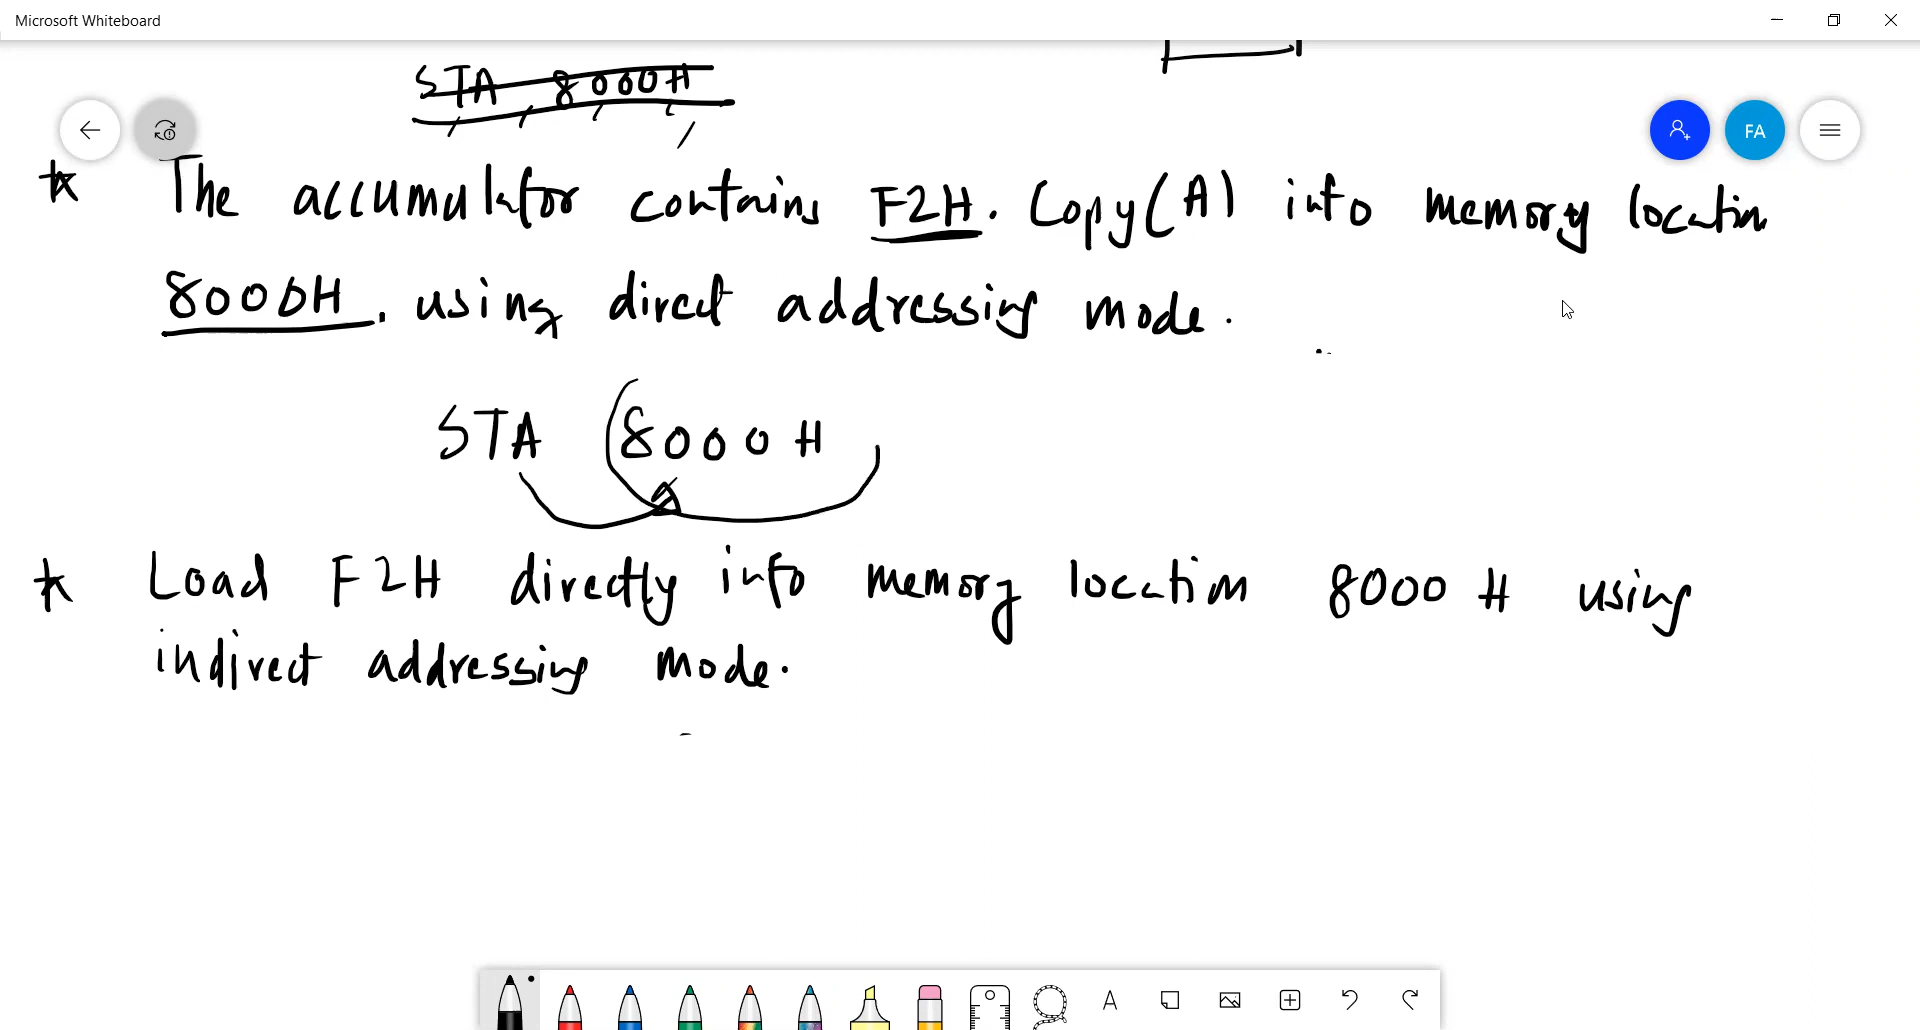 Microsoft Whiteboard
STA 8000H
FA
* The accumulator contains F2H. Copy (A) into memory location
8000H. using direct addressing mode.
STA 8000H
* Load F2H directly into memory location 8000H using
indirect addressing mode.
A